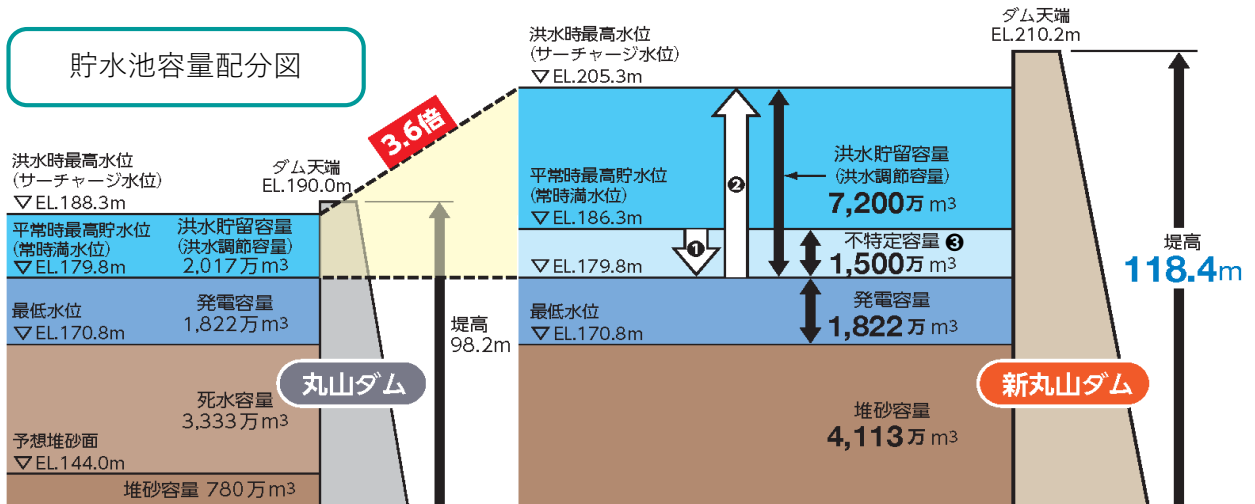 貯水池容量配分図
洪水時最高水位
(サーチャージ水位)
▽EL.188.3m
平常時最高貯水位
(常時満水位)
▽EL.179.8m
洪水貯留容量
(洪水調節容量)
2,017万m3
最低水位
▽EL.170.8m
発電容量
1,822万m3
死水容量
3,333万m3
予想堆砂面
▽EL.144.0m
堆砂容量 780万m3
ダム天端
EL.190.0m
堤高
98.2m
丸山ダム
3.6倍
洪水時最高水位
(サーチャージ水位)
▽EL.205.3m
平常時最高貯水位
(常時満水位)
▽EL.186.3m
▽EL.179.8m
最低水位
▽EL.170.8m
❶
❷
洪水貯留容量
(洪水調節容量)
7,200万m3
不特定容量❸
1,500万m3
発電容量
1,822万m3
堆砂容量
4,113万m3
ダム天端
EL.210.2m
堤高
118.4m
新丸山ダム